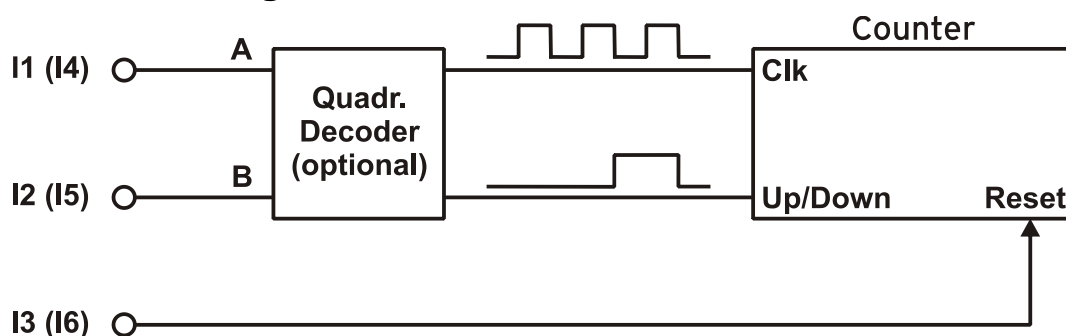 Counter
I1 (I4)
A
Clk
Quadr.
Decoder
(optional)
I2 (I5)
B
Up/Down
Reset
I3 (I6)